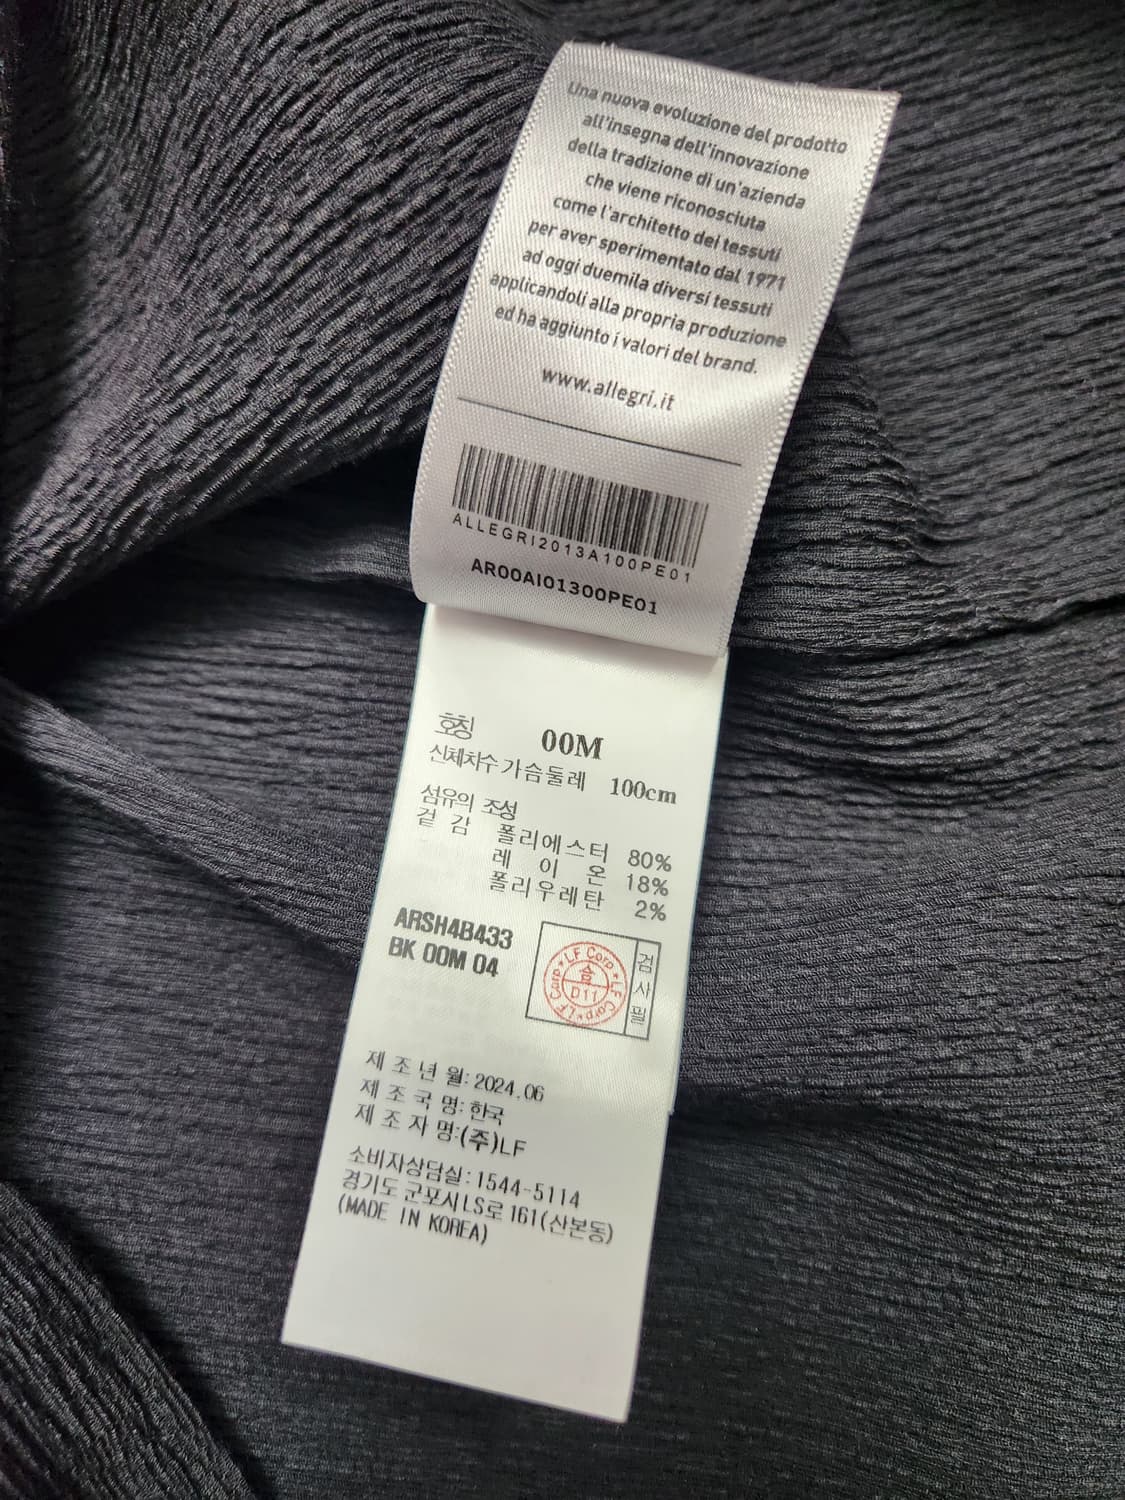 Una nuova evoluzione del prodotto
all'insegna dell'innovazione
della tradizione di un'azienda
che viene riconosciuta
come l'architetto dei tessuti
per aver sperimentato dal 1971
ad oggi duemila diversi tessuti
applicandoli alla propria produzione
ed ha aggiunto i valori del brand.
www.allegri.it
ALLEGRI2013A100PE01
AR00AI01300PE01
호칭 00M
신체치수 가슴둘레 100cm
섬유의 조성
겉 감 폴리에스터 80%
레 이 온 18%
폴리우레탄 2%
ARSH4B433
BK 00M 04
LF Corp * LF Corp * LF Corp *
합
D11
검사필
제 조 년 월: 2024.06
제 조 국 명: 한국
제 조 자 명:(주)LF
소비자상담실: 1544-5114
경기도 군포시 LS로 161(산본동)
(MADE IN KOREA)